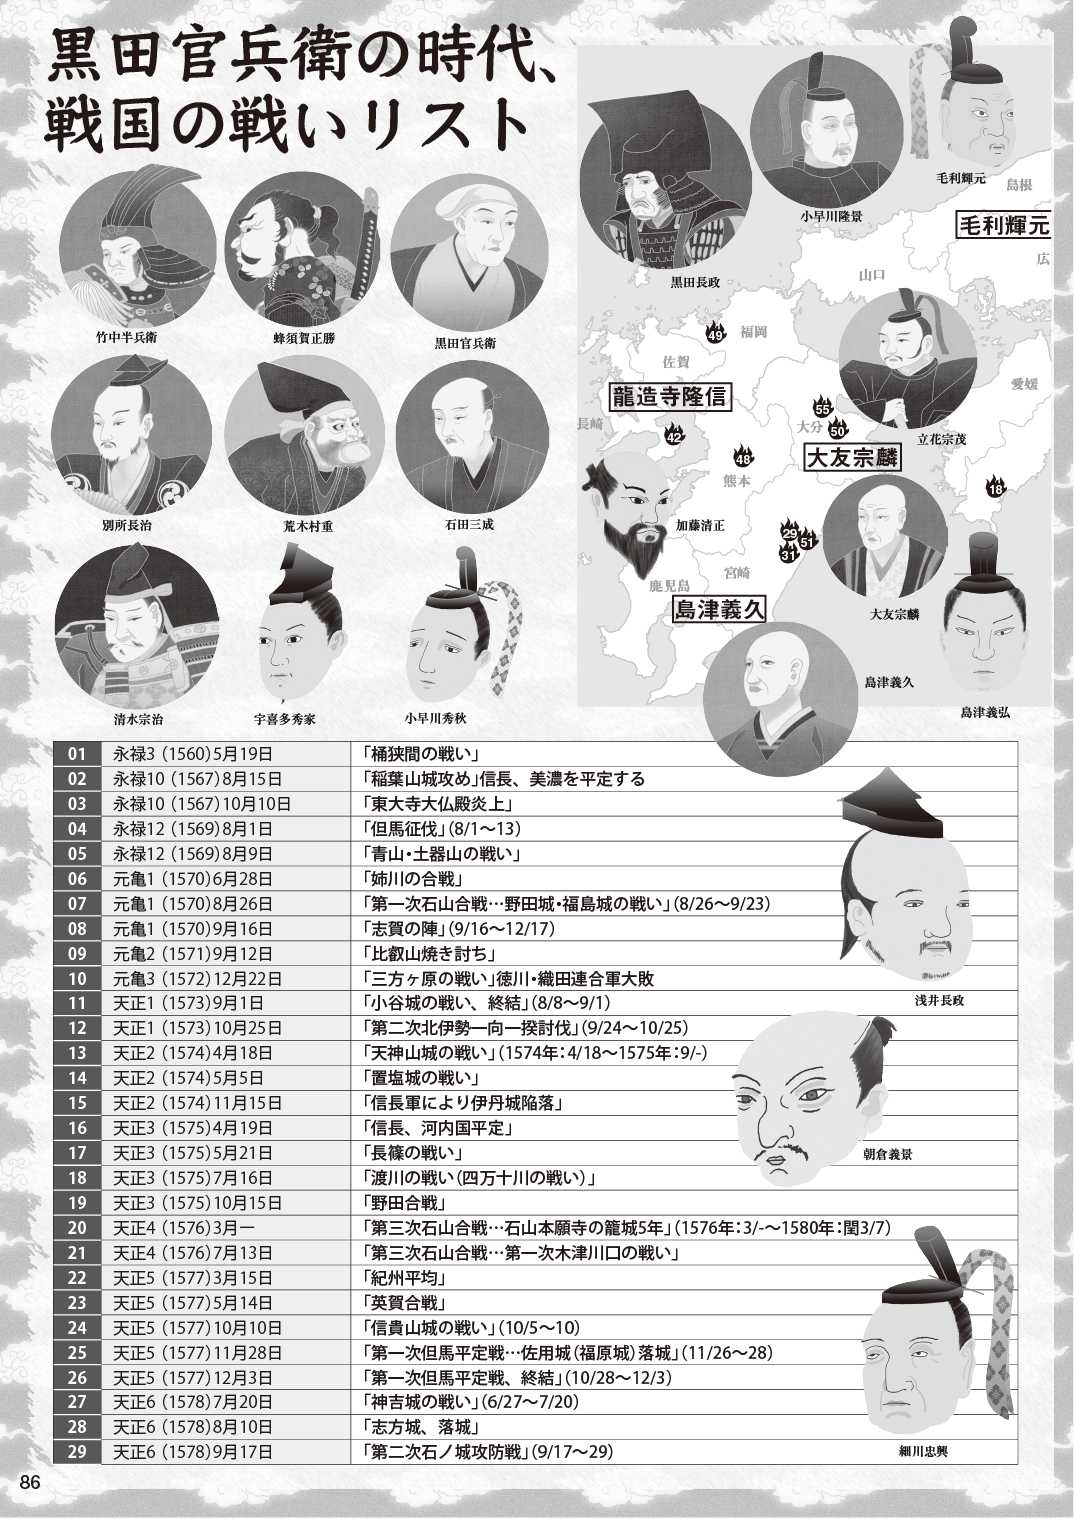 黒田官兵衛の時代、
戦国の戦いリスト
竹中半兵衛
蜂須賀正勝
黒田官兵衛
別所長治
荒木村重
石田三成
清水宗治
宇喜多秀家
小早川秀秋
黒田長政
小早川隆景
毛利輝元
島根
毛利輝元
広
山口
49
福岡
佐賀
龍造寺隆信
長崎
42
55
大分
50
立花宗茂
愛媛
大友宗麟
48
熊本
18
加藤清正
29
51
31
宮崎
鹿児島
島津義久
大友宗麟
島津義久
島津義弘
01 永禄3(1560)5月19日 「桶狭間の戦い」
02 永禄10(1567)8月15日 「稲葉山城攻め」信長、美濃を平定する
03 永禄10(1567)10月10日 「東大寺大仏殿炎上」
04 永禄12(1569)8月1日 「但馬征伐」(8/1〜13)
05 永禄12(1569)8月9日 「青山・土器山の戦い」
06 元亀1(1570)6月28日 「姉川の合戦」
07 元亀1(1570)8月26日 「第一次石山合戦…野田城・福島城の戦い」(8/26〜9/23)
08 元亀1(1570)9月16日 「志賀の陣」(9/16〜12/17)
09 元亀2(1571)9月12日 「比叡山焼き討ち」
10 元亀3(1572)12月22日 「三方ヶ原の戦い」徳川・織田連合軍大敗
11 天正1(1573)9月1日 「小谷城の戦い、終結」(8/8〜9/1)
12 天正1(1573)10月25日 「第二次北伊勢一向一揆討伐」(9/24〜10/25)
13 天正2(1574)4月18日 「天神山城の戦い」(1574年:4/18〜1575年:9/-)
14 天正2(1574)5月5日 「置塩城の戦い」
15 天正2(1574)11月15日 「信長軍により伊丹城陥落」
16 天正3(1575)4月19日 「信長、河内国平定」
17 天正3(1575)5月21日 「長篠の戦い」
18 天正3(1575)7月16日 「渡川の戦い(四万十川の戦い)」
19 天正3(1575)10月15日 「野田合戦」
20 天正4(1576)3月― 「第三次石山合戦…石山本願寺の籠城5年」(1576年:3/-〜1580年:閏3/7)
21 天正4(1576)7月13日 「第三次石山合戦…第一次木津川口の戦い」
22 天正5(1577)3月15日 「紀州平均」
23 天正5(1577)5月14日 「英賀合戦」
24 天正5(1577)10月10日 「信貴山城の戦い」(10/5〜10)
25 天正5(1577)11月28日 「第一次但馬平定戦…佐用城(福原城)落城」(11/26〜28)
26 天正5(1577)12月3日 「第一次但馬平定戦、終結」(10/28〜12/3)
27 天正6(1578)7月20日 「神吉城の戦い」(6/27〜7/20)
28 天正6(1578)8月10日 「志方城、落城」
29 天正6(1578)9月17日 「第二次石ノ城攻防戦」(9/17〜29)
浅井長政
朝倉義景
細川忠興
86